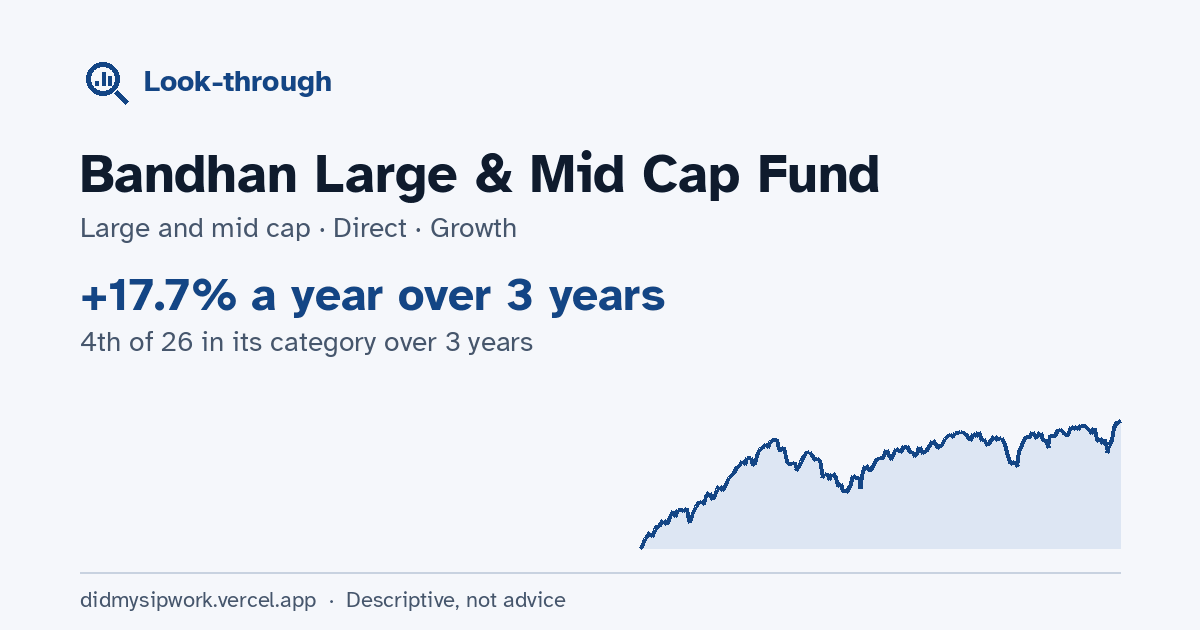 Look-through
Bandhan Large & Mid Cap Fund
Large and mid cap · Direct · Growth
+17.7% a year over 3 years
4th of 26 in its category over 3 years
didmysipwork.vercel.app · Descriptive, not advice